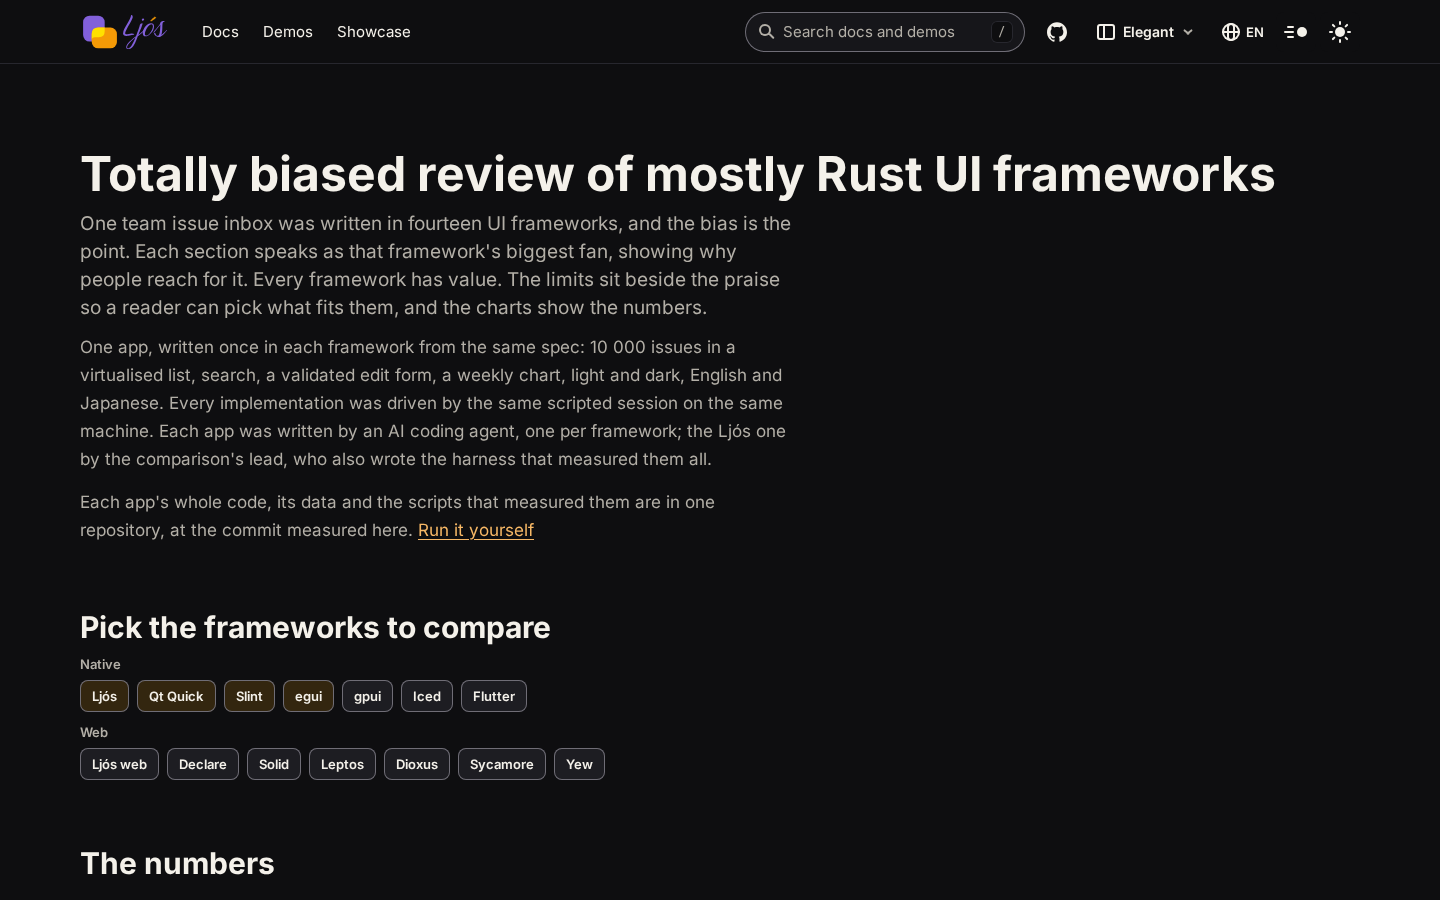 Ljós
Docs
Demos
Showcase
Search docs and demos
/
Elegant
EN
Totally biased review of mostly Rust UI frameworks
One team issue inbox was written in fourteen UI frameworks, and the bias is the
point. Each section speaks as that framework's biggest fan, showing why
people reach for it. Every framework has value. The limits sit beside the praise
so a reader can pick what fits them, and the charts show the numbers.
One app, written once in each framework from the same spec: 10 000 issues in a
virtualised list, search, a validated edit form, a weekly chart, light and dark, English and
Japanese. Every implementation was driven by the same scripted session on the same
machine. Each app was written by an AI coding agent, one per framework; the Ljós one
by the comparison's lead, who also wrote the harness that measured them all.
Each app's whole code, its data and the scripts that measured them are in one
repository, at the commit measured here. Run it yourself
Pick the frameworks to compare
Native
Ljós
Qt Quick
Slint
egui
gpui
Iced
Flutter
Web
Ljós web
Declare
Solid
Leptos
Dioxus
Sycamore
Yew
The numbers